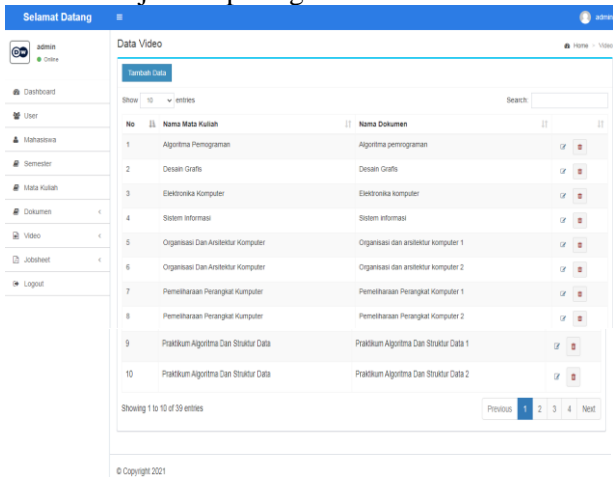 Selamat Datang
admin
admin
Online
Data Video
Home
Video
Tambah Data
Dashboard
User
Mahasiswa
Semester
Mata Kuliah
Dokumen
Video
Jobsheet
Logout
Show 10 entries
Search:
No Nama Mata Kuliah Nama Dokumen
1 Algoritma Pemograman Algoritma pemrograman
2 Desain Grafis Desain Grafis
3 Elektronika Komputer Elektronika komputer
4 Sistem Informasi Sistem informasi
5 Organisasi Dan Arsitektur Komputer Organisasi dan arsitektur komputer 1
6 Organisasi Dan Arsitektur Komputer Organisasi dan arsitektur komputer 2
7 Pemeliharaan Perangkat Kumputer Pemeliharaan Perangkat Komputer 1
8 Pemeliharaan Perangkat Kumputer Pemeliharaan Perangkat Komputer 2
9 Praktikum Algoritma Dan Struktur Data Praktikum Algoritma Dan Struktur Data 1
10 Praktikum Algoritma Dan Struktur Data Praktikum Algoritma Dan Struktur Data 2
Showing 1 to 10 of 39 entries
Previous 1 2 3 4 Next
© Copyright 2021